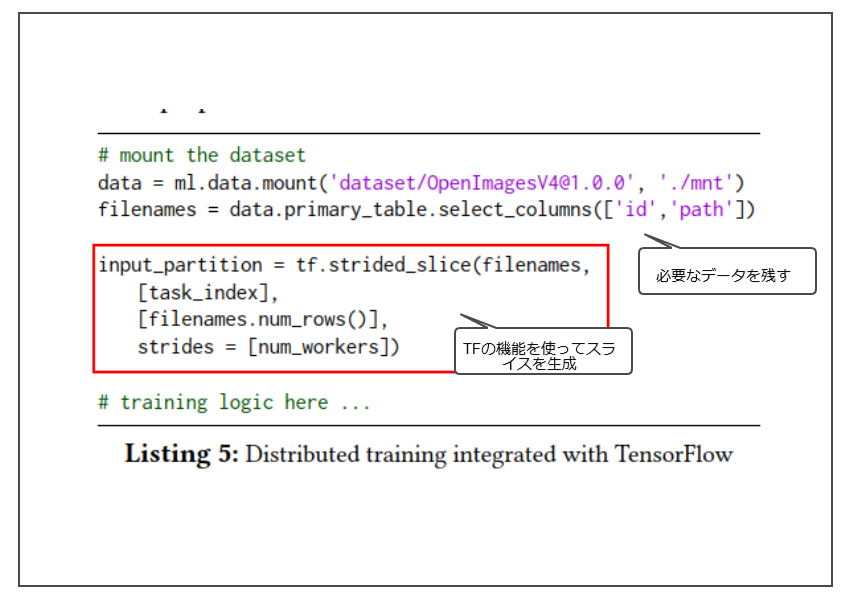 # mount the dataset
data = ml.data.mount('dataset/OpenImagesV4@1.0.0', './mnt')
filenames = data.primary_table.select_columns(['id','path'])
必要なデータを残す
input_partition = tf.strided_slice(filenames,
[task_index],
[filenames.num_rows()],
strides = [num_workers])
TFの機能を使ってスラ
イスを生成
# training logic here ...
Listing 5: Distributed training integrated with TensorFlow